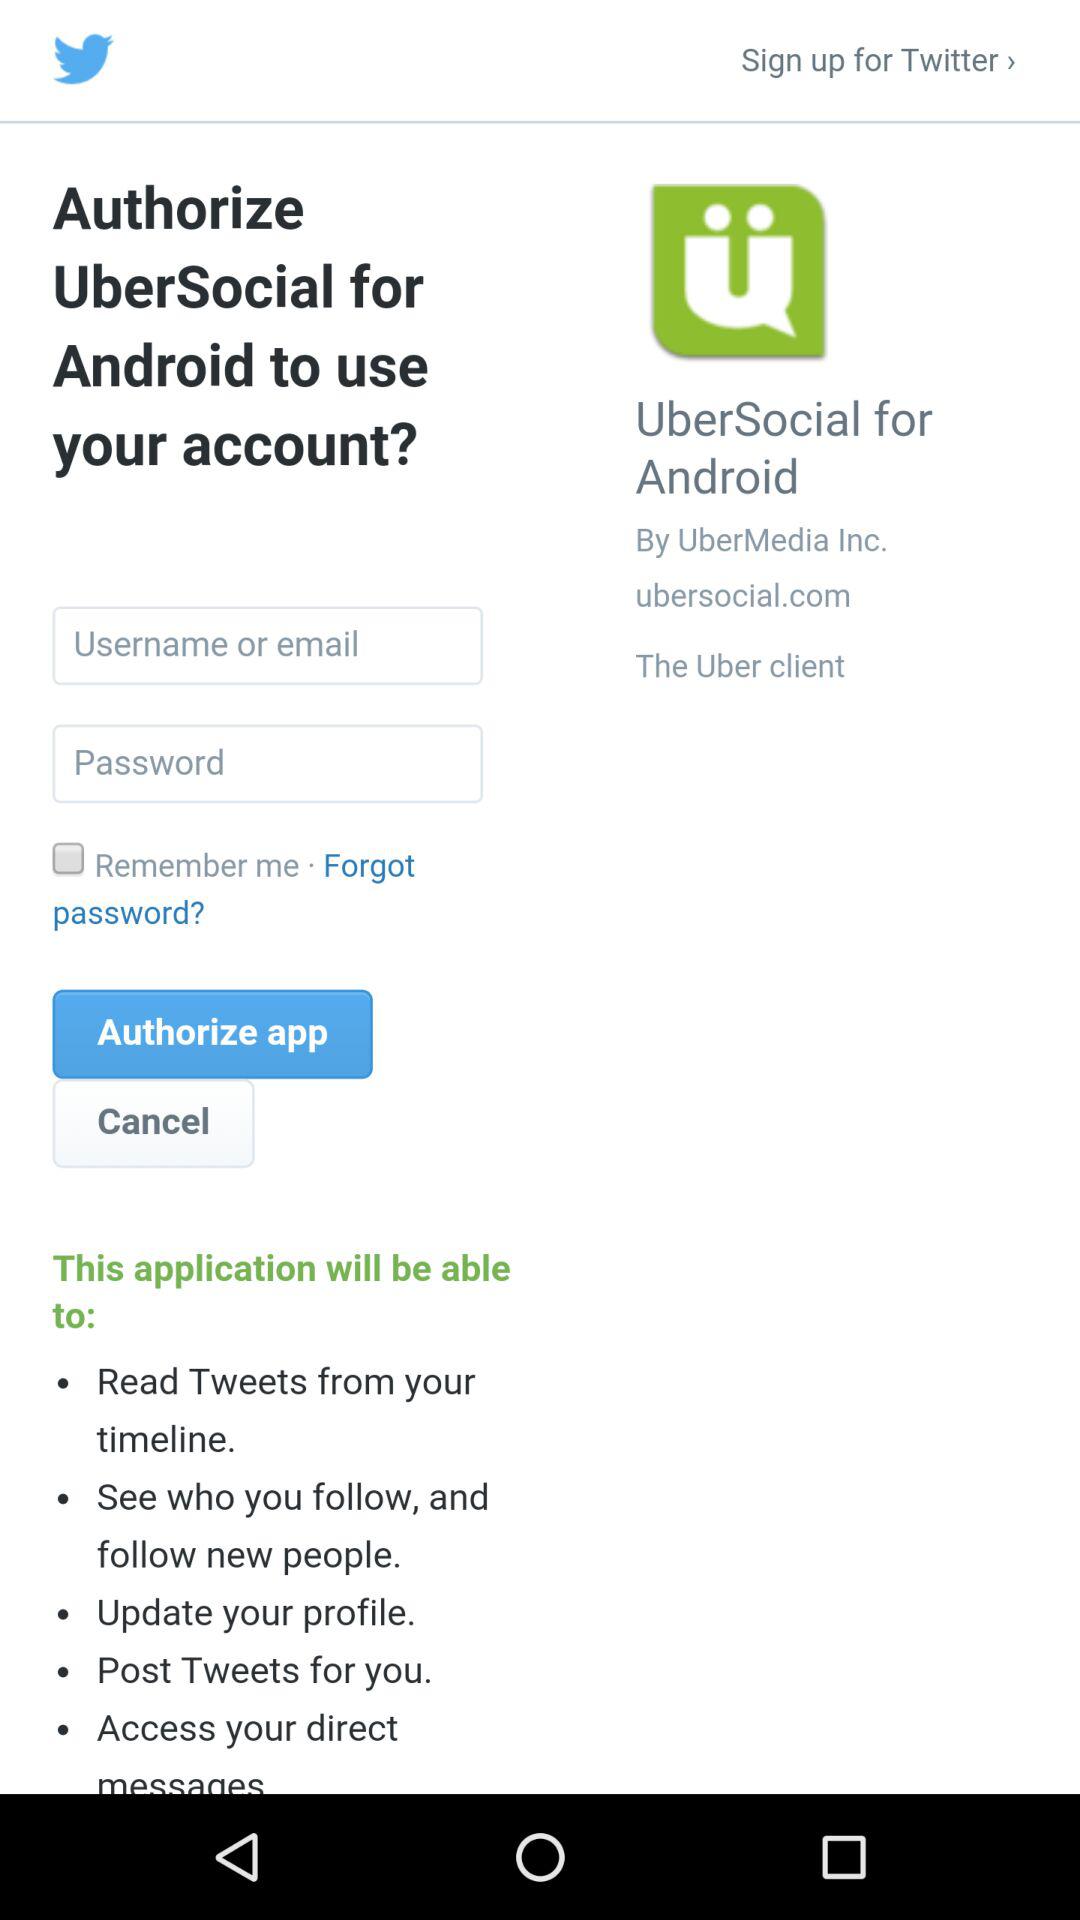 Sign up for Twitter ›
Authorize
UberSocial for
Android to use
your account?
UberSocial for
Android
By UberMedia Inc.
ubersocial.com
The Uber client
Username or email
Password
Remember me · Forgot
password?
Authorize app
Cancel
This application will be able
to:
• Read Tweets from your
timeline.
• See who you follow, and
follow new people.
• Update your profile.
• Post Tweets for you.
• Access your direct
messages